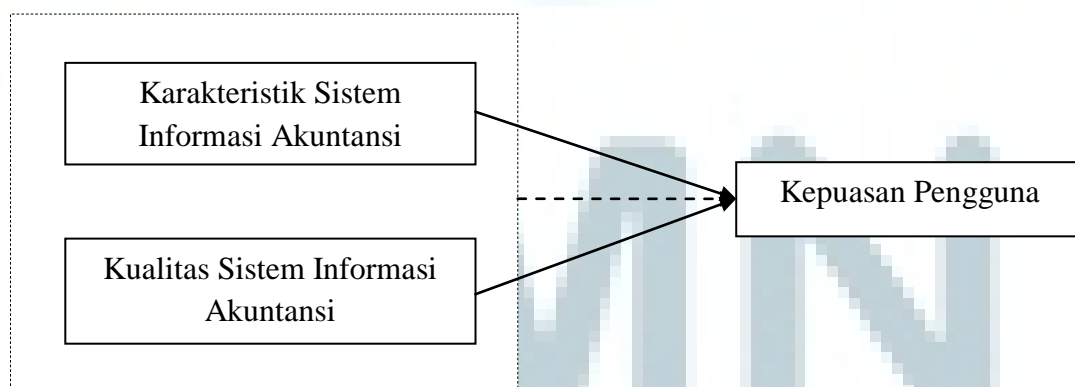 Karakteristik Sistem
Informasi Akuntansi
Kepuasan Pengguna
Kualitas Sistem Informasi
Akuntansi